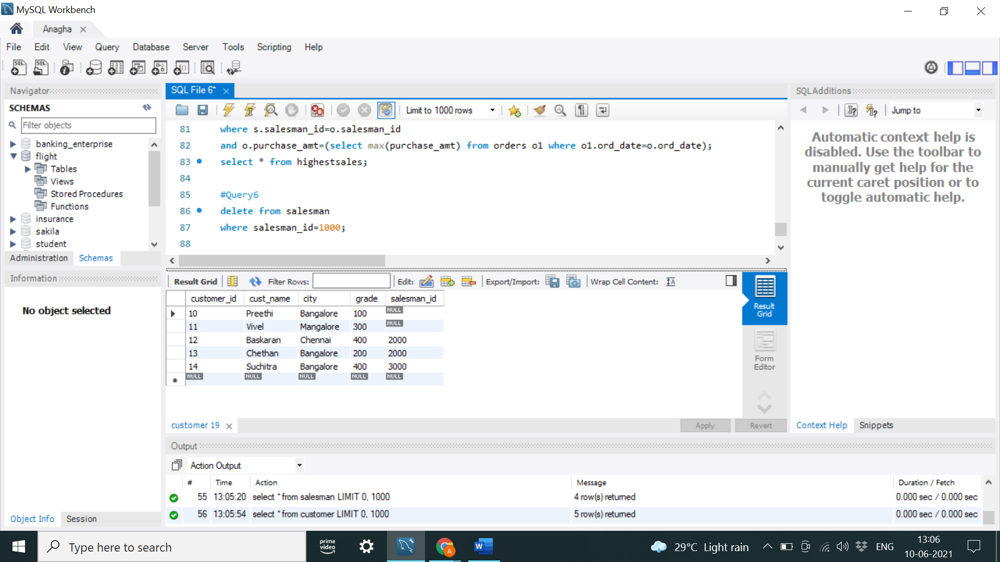 MySQL Workbench
Anagha
File Edit View Query Database Server Tools Scripting Help
Navigator
SCHEMAS
Filter objects
banking_enterprise
flight
Tables
Views
Stored Procedures
Functions
insurance
sakila
student
Administration Schemas
Information
No object selected
Object Info Session
SQL File 6*
Limit to 1000 rows
81 where s.salesman_id=o.salesman_id
82 and o.purchase_amt=(select max(purchase_amt) from orders o1 where o1.ord_date=o.ord_date);
83 select * from highestsales;
84
85 #Query6
86 delete from salesman
87 where salesman_id=1000;
88
Result Grid Filter Rows: Edit: Export/Import: Wrap Cell Content:
customer_id cust_name city grade salesman_id
10 Preethi Bangalore 100 NULL
11 Vivel Mangalore 300 NULL
12 Baskaran Chennai 400 2000
13 Chethan Bangalore 200 2000
14 Suchitra Bangalore 400 3000
NULL NULL NULL NULL NULL
Result
Grid
Form
Editor
customer 19
Apply Revert
SQLAdditions
Jump to
Automatic context help is
disabled. Use the toolbar to
manually get help for the
current caret position or to
toggle automatic help.
Context Help Snippets
Output
Action Output
# Time Action Message Duration / Fetch
55 13:05:20 select * from salesman LIMIT 0, 1000 4 row(s) returned 0.000 sec / 0.000 sec
56 13:05:54 select * from customer LIMIT 0, 1000 5 row(s) returned 0.000 sec / 0.000 sec
Type here to search
prime
video
29°C Light rain
ENG
13:06
10-06-2021